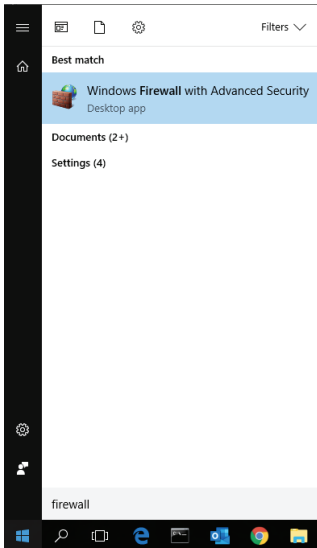 Filters
Best match
Windows Firewall with Advanced Security
Desktop app
Documents (2+)
Settings (4)
firewall